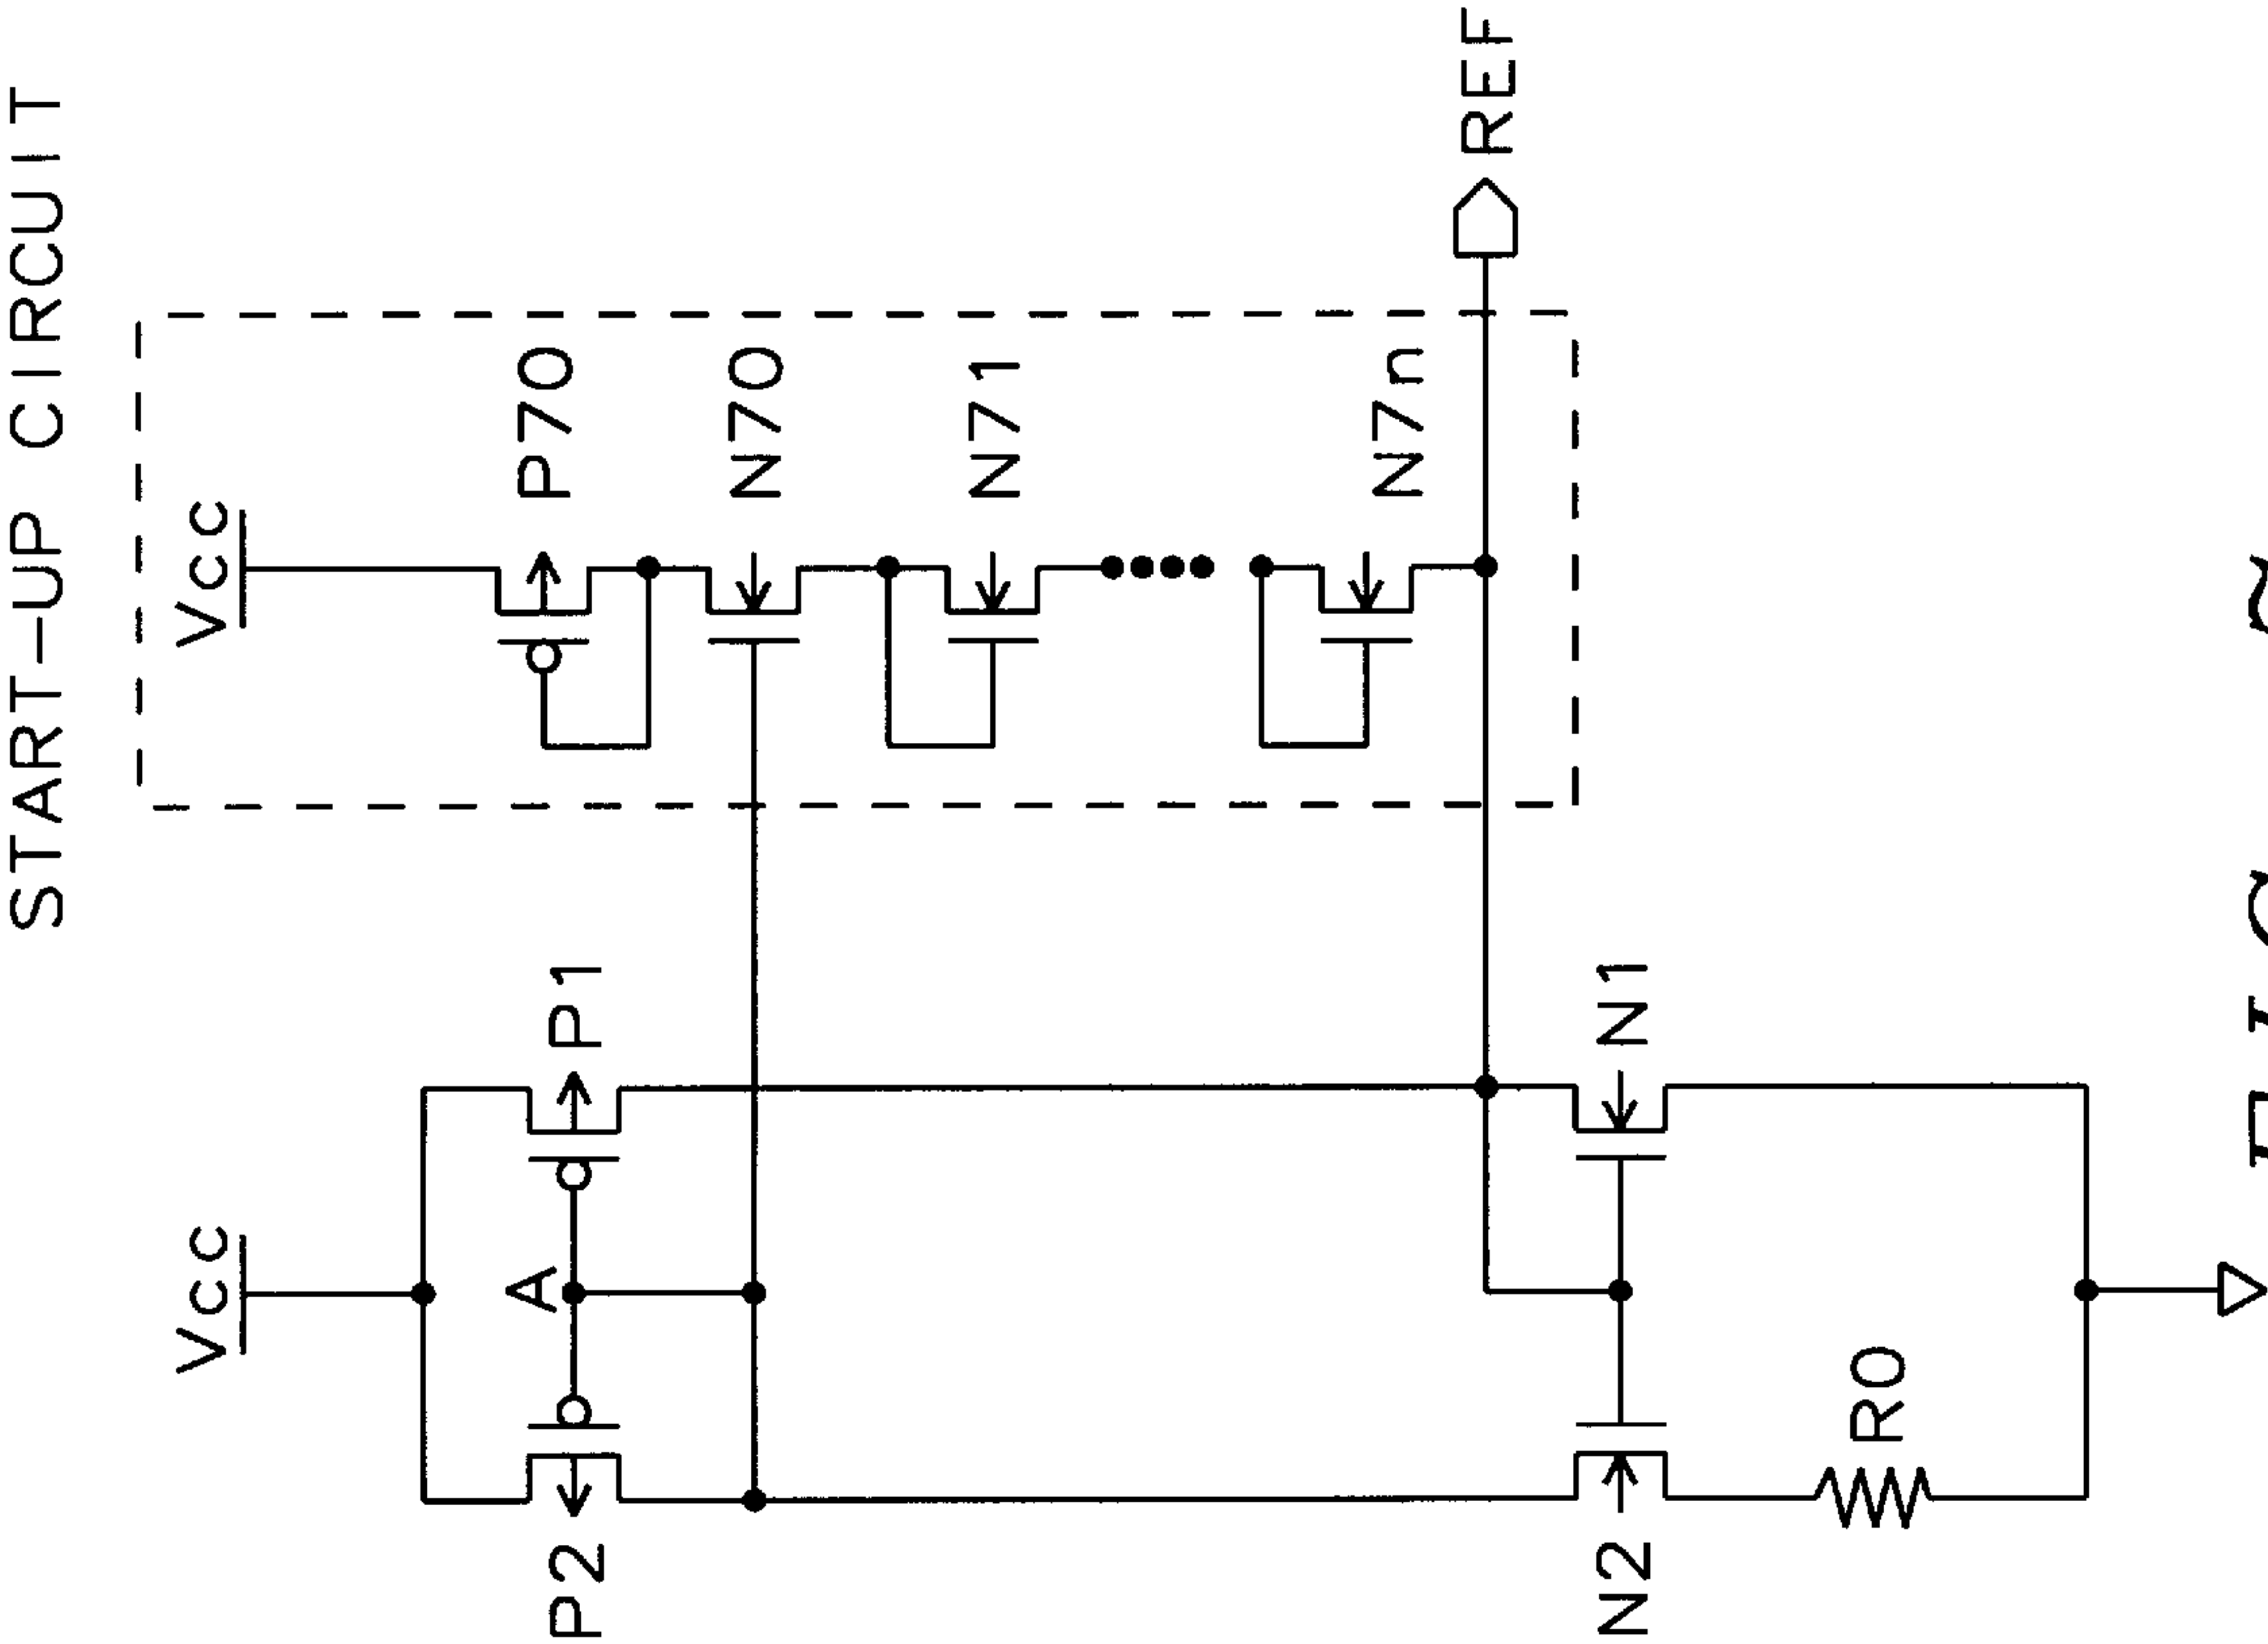 START-UP CIRCUIT
Vcc
Vcc
P2
A
P1
P70
N70
N71
N7n
REF
N2
N1
R0